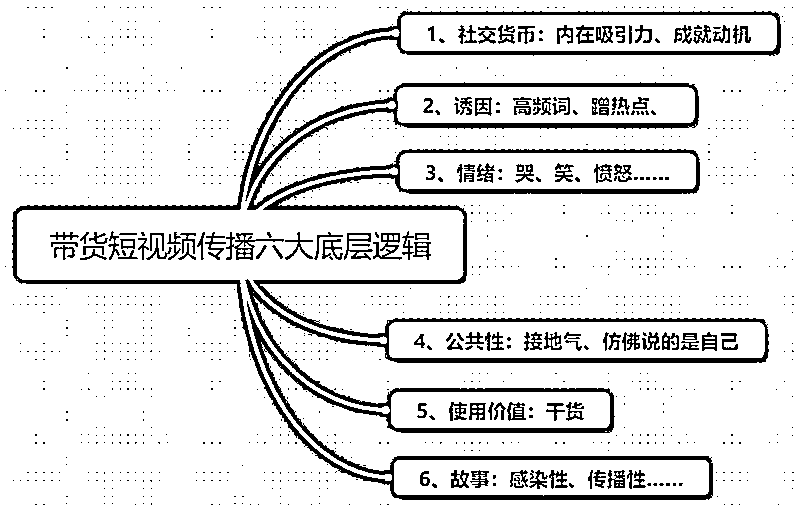 1、社交货币：内在吸引力、成就动机
2、诱因：高频词、蹭热点、
3、情绪：哭、笑、愤怒……
带货短视频传播六大底层逻辑
4、公共性：接地气、仿佛说的是自己
5、使用价值：干货
6、故事：感染性、传播性……